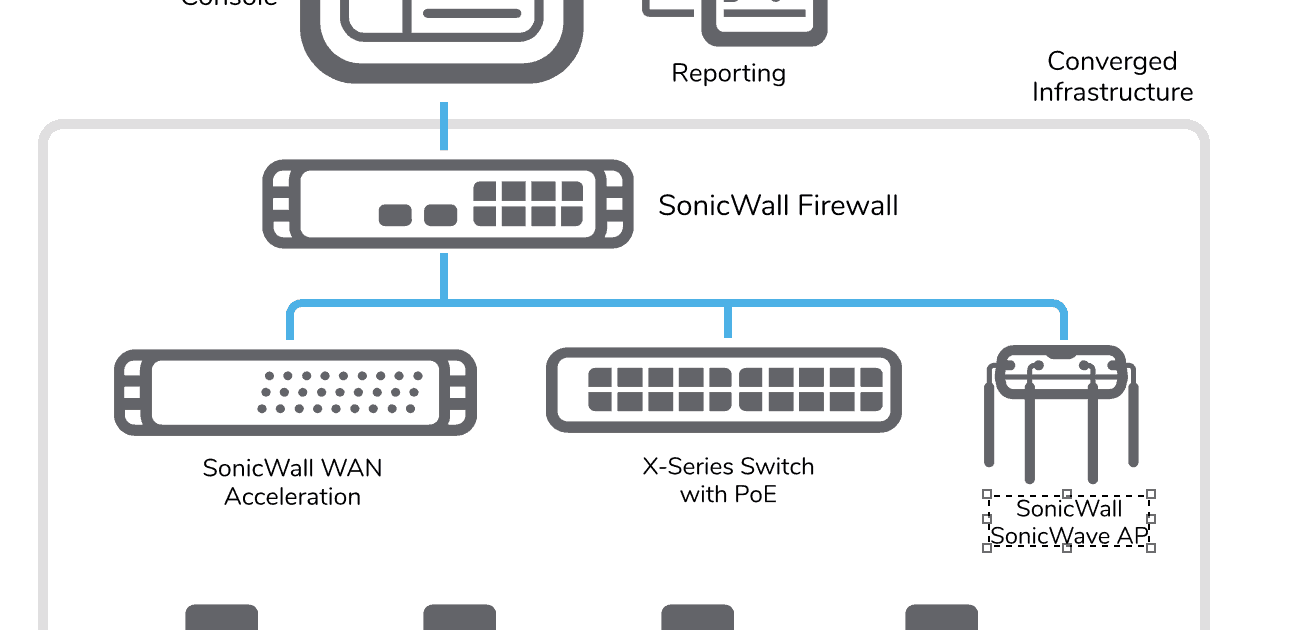 Console
Reporting
Converged
Infrastructure
SonicWall Firewall
SonicWall WAN
Acceleration
X-Series Switch
with PoE
SonicWall
SonicWave AP